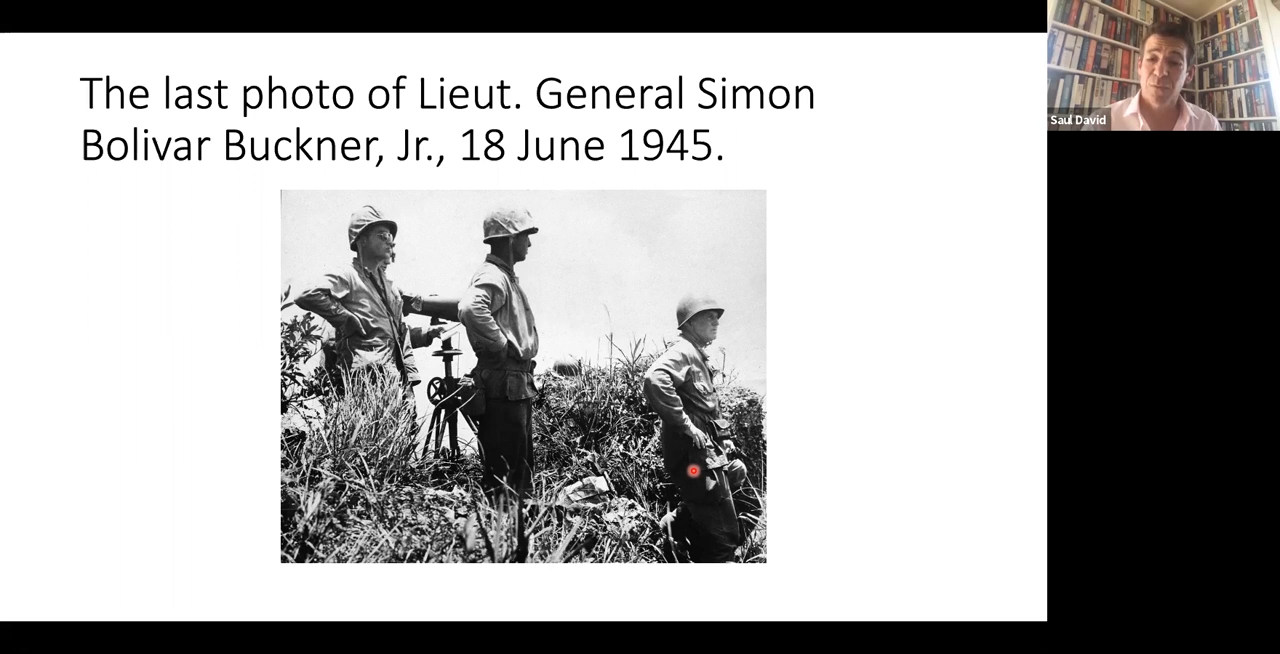 The last photo of Lieut. General Simon
Bolivar Buckner, Jr., 18 June 1945.
Saul David